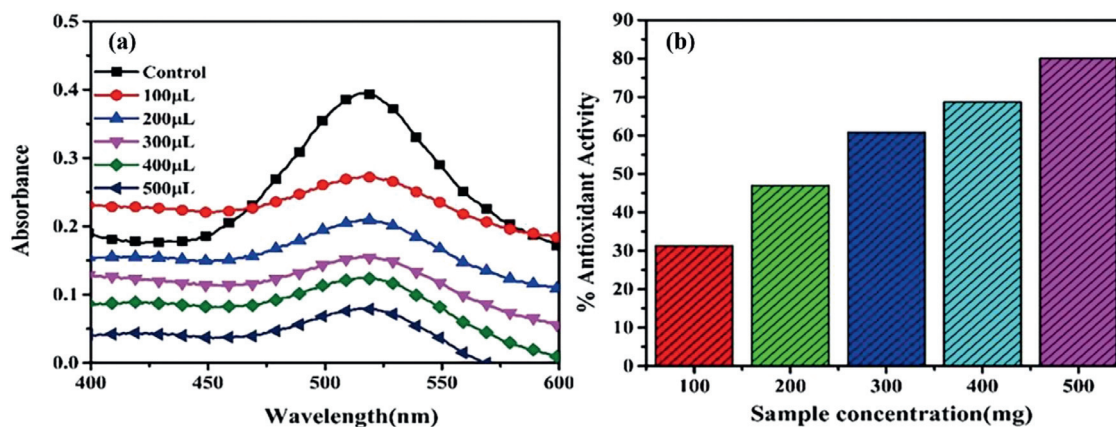 (a)
0.5
0.4
0.3
0.2
0.1
0.0
Absorbance
Control
100µL
200µL
300µL
400µL
500µL
400
450
500
550
600
Wavelength(nm)
(b)
90
80
70
60
50
40
30
20
10
0
% Antioxidant Activity
100
200
300
400
500
Sample concentration(mg)